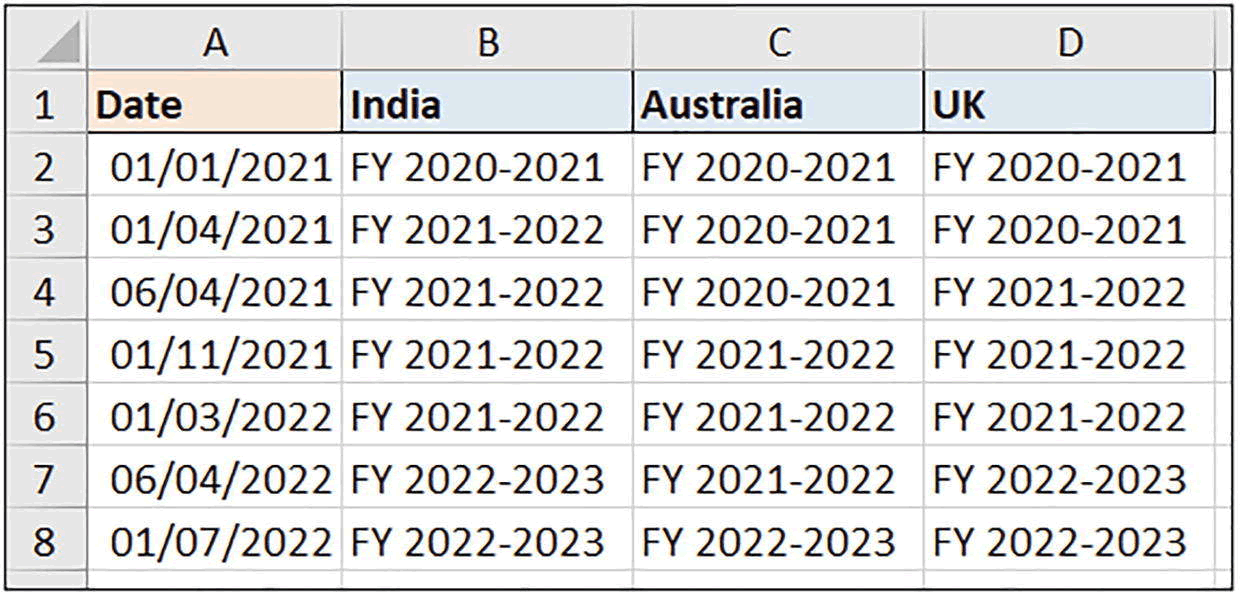 A B C D
1 Date India Australia UK
2 01/01/2021 FY 2020-2021 FY 2020-2021 FY 2020-2021
3 01/04/2021 FY 2021-2022 FY 2020-2021 FY 2020-2021
4 06/04/2021 FY 2021-2022 FY 2020-2021 FY 2021-2022
5 01/11/2021 FY 2021-2022 FY 2021-2022 FY 2021-2022
6 01/03/2022 FY 2021-2022 FY 2021-2022 FY 2021-2022
7 06/04/2022 FY 2022-2023 FY 2021-2022 FY 2022-2023
8 01/07/2022 FY 2022-2023 FY 2022-2023 FY 2022-2023